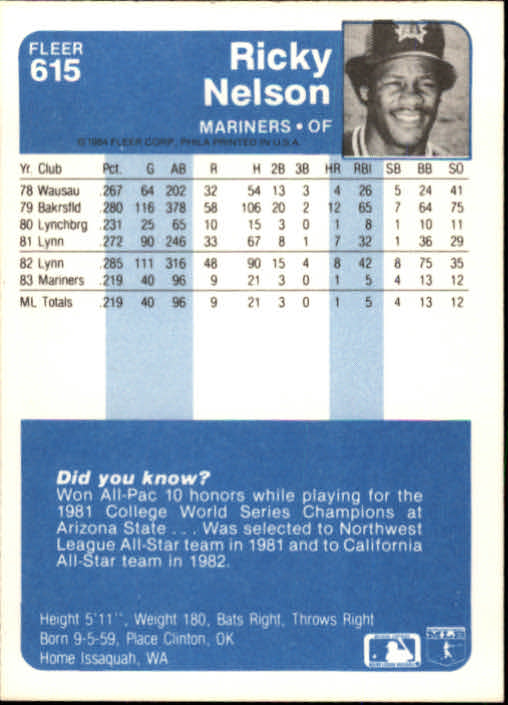 FLEER
615
Ricky
Nelson
MARINERS • OF
© 1984 FLEER CORP., PHILA PRINTED IN U.S.A.
Yr. Club Pct. G AB R H 2B 3B HR RBI SB BB SO
78 Wausau .267 64 202 32 54 13 3 4 26 5 24 41
79 Bakrsfld .280 116 378 58 106 20 2 12 65 7 64 75
80 Lynchbrg .231 25 65 10 15 3 0 1 8 1 10 11
81 Lynn .272 90 246 33 67 8 1 7 32 1 36 29
82 Lynn .285 111 316 48 90 15 4 8 42 8 75 35
83 Mariners .219 40 96 9 21 3 0 1 5 4 13 12
ML Totals .219 40 96 9 21 3 0 1 5 4 13 12
Did you know?
Won All-Pac 10 honors while playing for the
1981 College World Series Champions at
Arizona State . . . Was selected to Northwest
League All-Star team in 1981 and to California
All-Star team in 1982.
Height 5'11", Weight 180, Bats Right, Throws Right
Born 9-5-59, Place Clinton, OK
Home Issaquah, WA